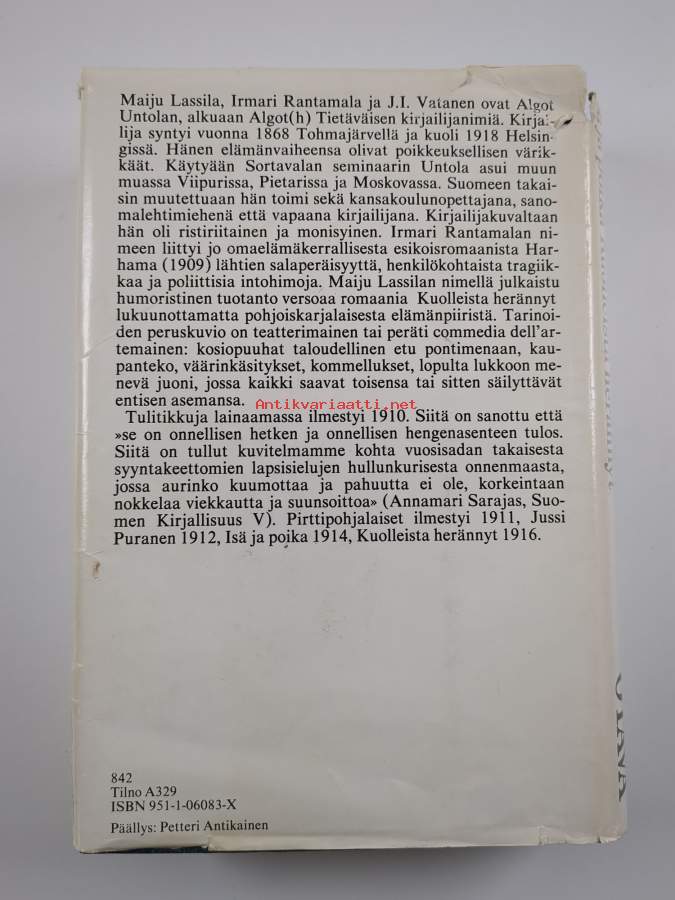 Maiju Lassila, Irmari Rantamala ja J.I. Vatanen ovat Algot
Untolan, alkuaan Algot(h) Tietäväisen kirjailijanimiä. Kirjai-
lija syntyi vuonna 1868 Tohmajärvellä ja kuoli 1918 Helsin-
gissä. Hänen elämänvaiheensa olivat poikkeuksellisen värik-
käät. Käytyään Sortavalan seminaarin Untola asui muun
muassa Viipurissa, Pietarissa ja Moskovassa. Suomeen takai-
sin muutettuaan hän toimi sekä kansakoulunopettajana, sano-
malehtimiehenä että vapaana kirjailijana. Kirjailijakuvaltaan
hän oli ristiriitainen ja monisyinen. Irmari Rantamalan ni-
meen liittyi jo omaelämäkerrallisesta esikoisromaanista Har-
hama (1909) lähtien salaperäisyyttä, henkilökohtaista tragiik-
kaa ja poliittisia intohimoja. Maiju Lassilan nimellä julkaistu
humoristinen tuotanto versoaa romaania Kuolleista herännyt
lukuunottamatta pohjoiskarjalaisesta elämänpiiristä. Tarinoi-
den peruskuvio on teatterimainen tai peräti commedia dell'ar-
temainen: kosiopuuhat taloudellinen etu pontimenaan, kau-
panteko, väärinkäsitykset, kommellukset, lopulta lukkoon me-
nevä juoni, jossa kaikki saavat toisensa tai sitten säilyttävät
entisen asemansa.
Antikvariaatti.net
Tulitikkuja lainaamassa ilmestyi 1910. Siitä on sanottu että
»se on onnellisen hetken ja onnellisen hengenasenteen tulos.
Siitä on tullut kuvitelmamme kohta vuosisadan takaisesta
syyntakeettomien lapsisielujen hullunkurisesta onnenmaasta,
jossa aurinko kuumottaa ja pahuutta ei ole, korkeintaan
nokkelaa viekkautta ja suunsoittoa» (Annamari Sarajas, Suo-
men Kirjallisuus V). Pirttipohjalaiset ilmestyi 1911, Jussi
Puranen 1912, Isä ja poika 1914, Kuolleista herännyt 1916.
842
Tilno A329
ISBN 951-1-06083-X
Päällys: Petteri Antikainen